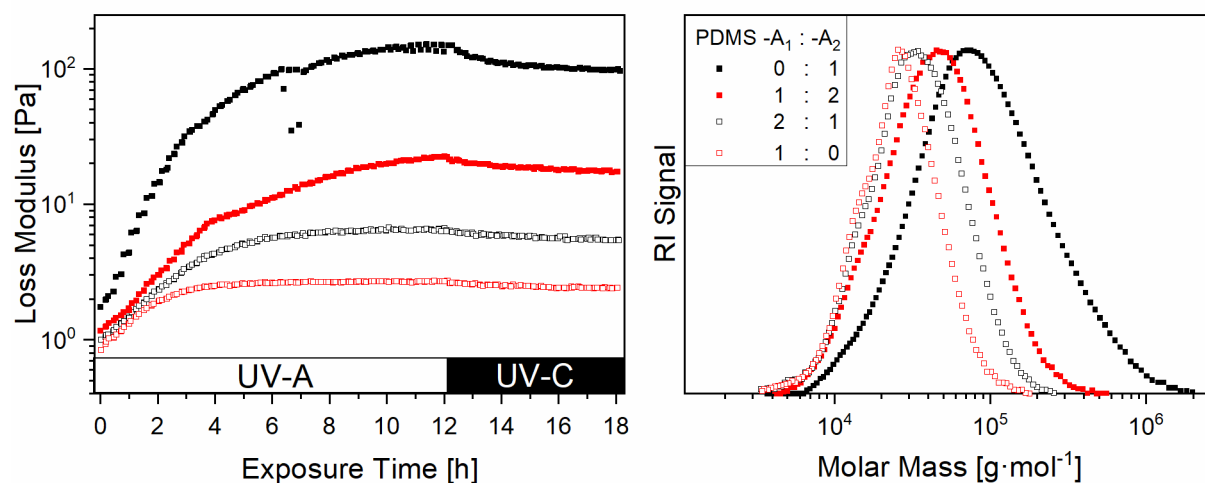 Loss Modulus [Pa]
10²
10¹
10⁰
UV-A
UV-C
0 2 4 6 8 10 12 14 16 18
Exposure Time [h]
RI Signal
PDMS -A₁ : -A₂
0 : 1
1 : 2
2 : 1
1 : 0
10⁴ 10⁵ 10⁶
Molar Mass [g·mol⁻¹]